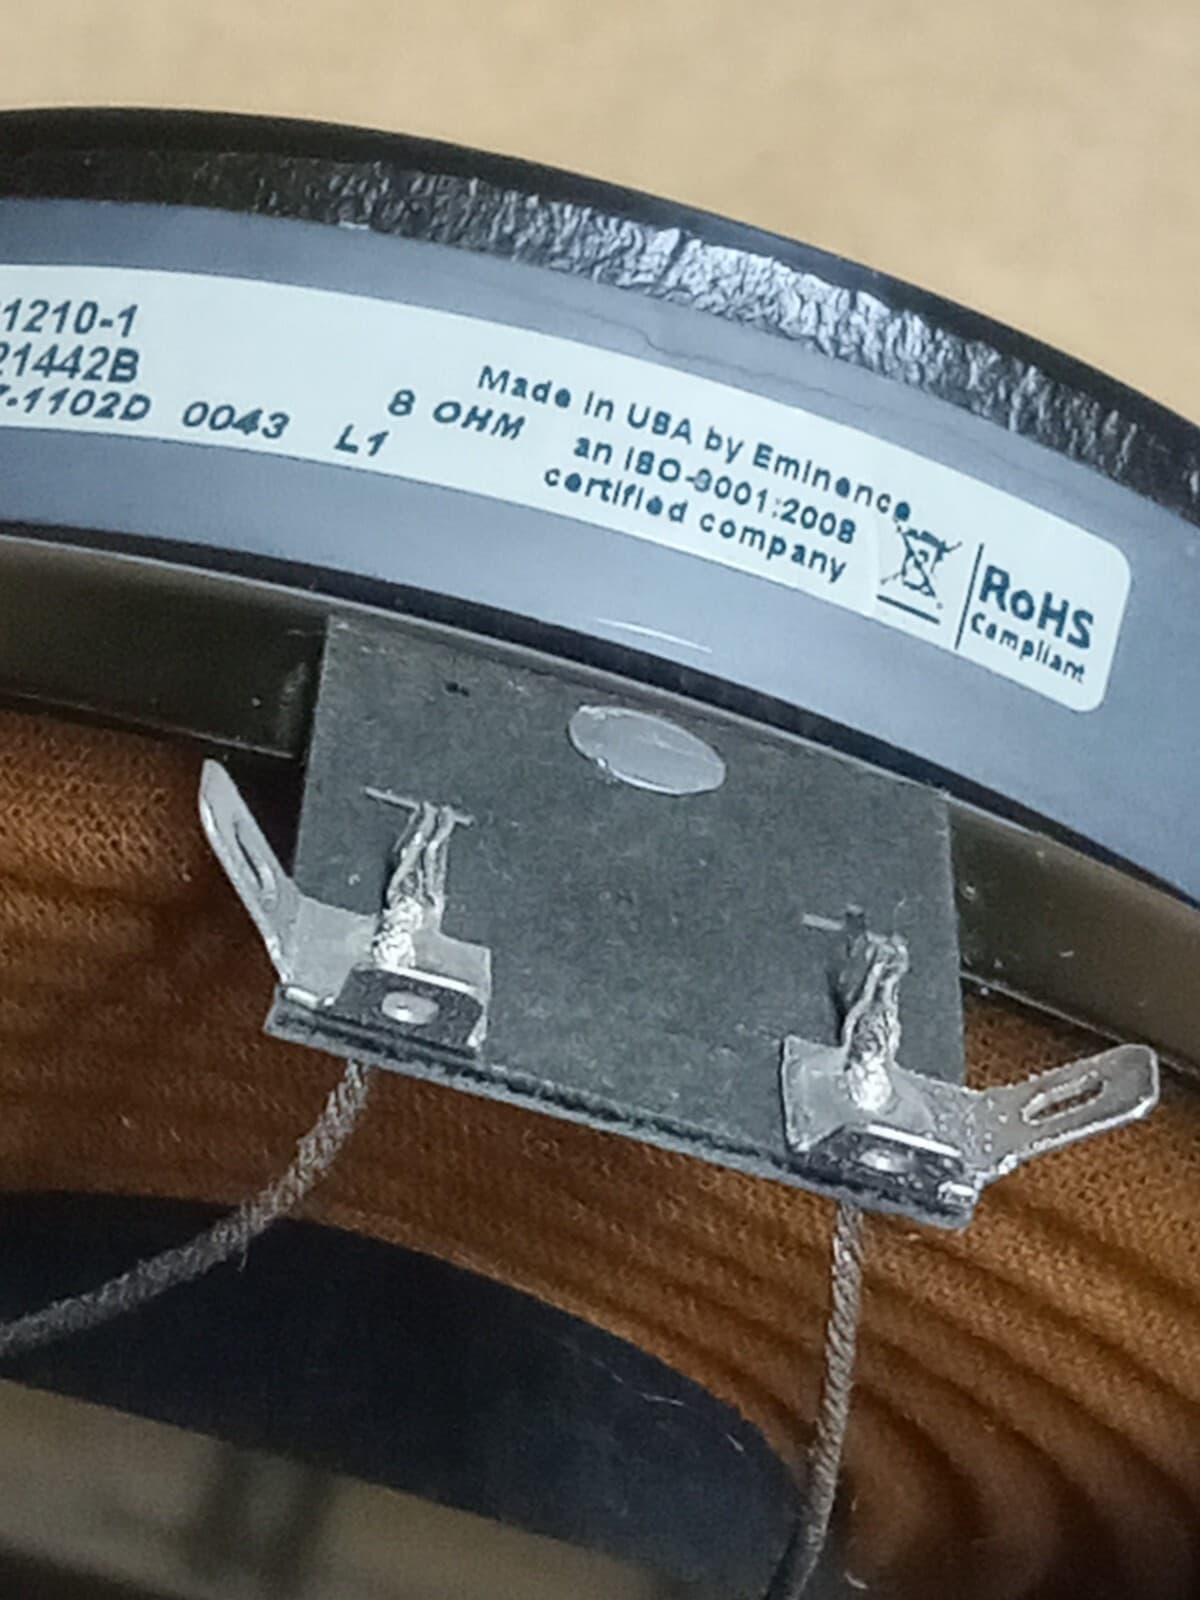 1210-1
21442B
-1102D 0043 L1
8 OHM
Made in USA by Eminence
an ISO-9001:2008
certified company
RoHS
Compliant